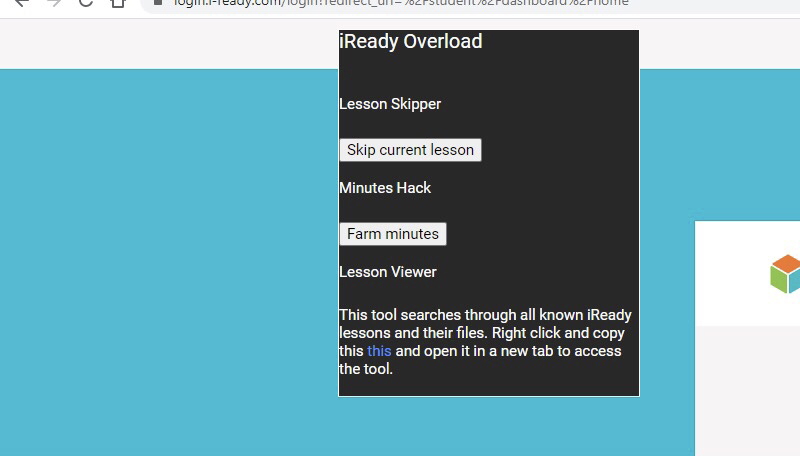 login.i-ready.com/login?redirect_url=%2Fstudent%2Fdashboard%2Fhome
iReady Overload
Lesson Skipper
Skip current lesson
Minutes Hack
Farm minutes
Lesson Viewer
This tool searches through all known iReady
lessons and their files. Right click and copy
this this and open it in a new tab to access
the tool.